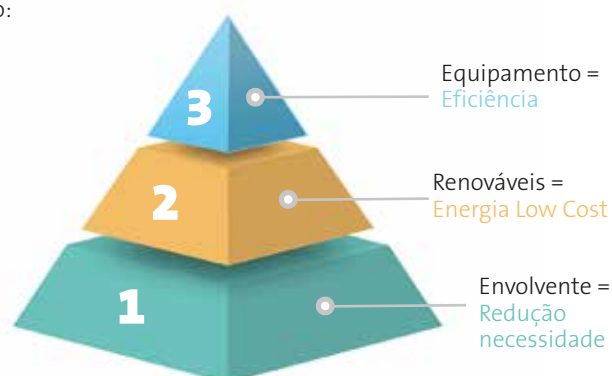 o:
3
Equipamento =
Eficiência
2
Renováveis =
Energia Low Cost
1
Envolvente =
Redução
necessidade